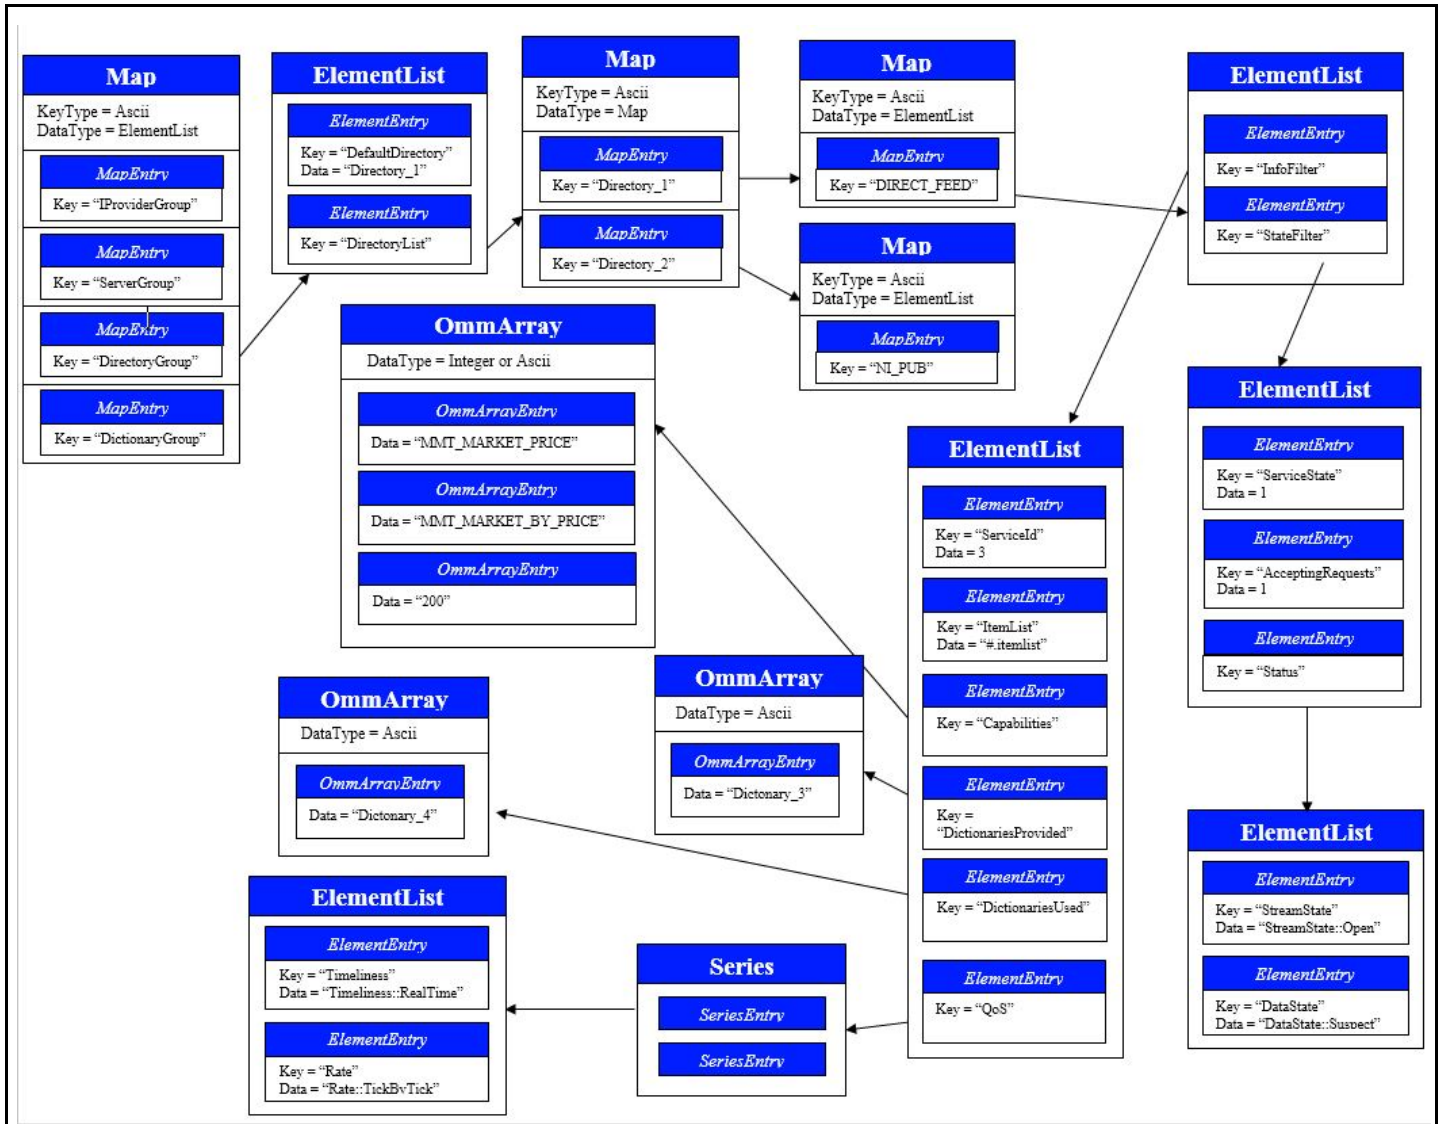 Map
KeyType = Ascii
DataType = ElementList
MapEntry
Key = “IProviderGroup”
MapEntry
Key = “ServerGroup”
MapEntry
Key = “DirectoryGroup”
MapEntry
Key = “DictionaryGroup”
ElementList
ElementEntry
Key = “DefaultDirectory”
Data = “Directory_1”
ElementEntry
Key = “DirectoryList”
Map
KeyType = Ascii
DataType = Map
MapEntry
Key = “Directory_1”
MapEntry
Key = “Directory_2”
Map
KeyType = Ascii
DataType = ElementList
MapEntry
Key = “DIRECT_FEED”
Map
KeyType = Ascii
DataType = ElementList
MapEntry
Key = “NI_PUB”
ElementList
ElementEntry
Key = “InfoFilter”
ElementEntry
Key = “StateFilter”
OmmArray
DataType = Integer or Ascii
OmmArrayEntry
Data = “MMT_MARKET_PRICE”
OmmArrayEntry
Data = “MMT_MARKET_BY_PRICE”
OmmArrayEntry
Data = “200”
ElementList
ElementEntry
Key = “ServiceId”
Data = 3
ElementEntry
Key = “ItemList”
Data = “#.itemlist”
ElementEntry
Key = “Capabilities”
ElementEntry
Key =
“DictionariesProvided”
ElementEntry
Key = “DictionariesUsed”
ElementEntry
Key = “QoS”
ElementList
ElementEntry
Key = “ServiceState”
Data = 1
ElementEntry
Key = “AcceptingRequests”
Data = 1
ElementEntry
Key = “Status”
OmmArray
DataType = Ascii
OmmArrayEntry
Data = “Dictonary_3”
OmmArray
DataType = Ascii
OmmArrayEntry
Data = “Dictonary_4”
ElementList
ElementEntry
Key = “StreamState”
Data = “StreamState::Open”
ElementEntry
Key = “DataState”
Data = “DataState::Suspect”
ElementList
ElementEntry
Key = “Timeliness”
Data = “Timeliness::RealTime”
ElementEntry
Key = “Rate”
Data = “Rate::TickByTick”
Series
SeriesEntry
SeriesEntry